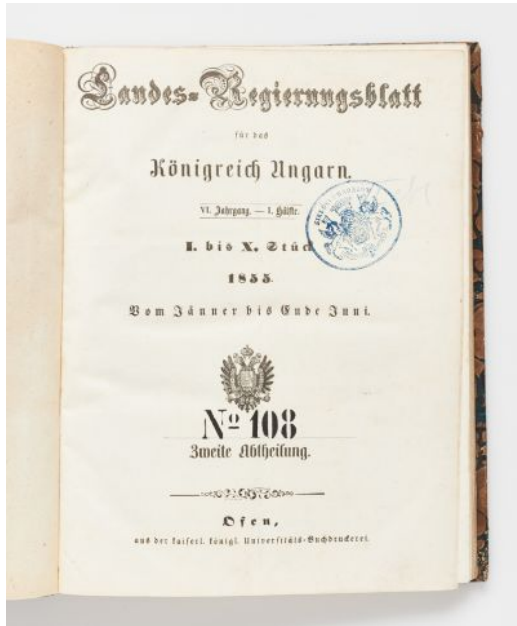 Landes-Regierungsblatt
für das
Königreich Ungarn.
VI. Jahrgang. — I. Hälfte.
I. bis X. Stück
1855.
Vom Jänner bis Ende Juni.
Nº 108
Zweite Abtheilung.
Ofen,
aus der kaiserl. königl. Universitäts-Buchdruckerei.